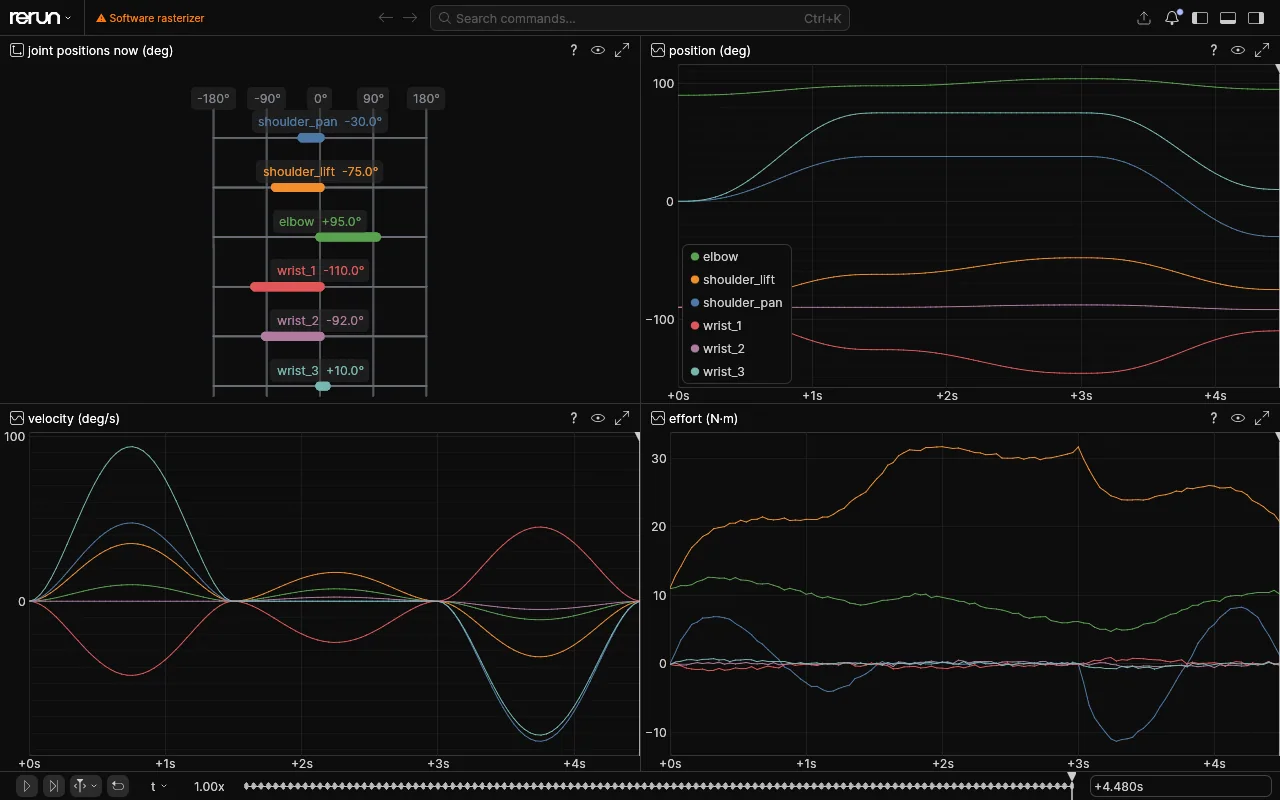 rerun
Software rasterizer
Search commands...
Ctrl+K
joint positions now (deg)
?
-180° -90° 0° 90° 180°
shoulder_pan -30.0°
shoulder_lift -75.0°
elbow +95.0°
wrist_1 -110.0°
wrist_2 -92.0°
wrist_3 +10.0°
position (deg)
?
100
0
−100
elbow
shoulder_lift
shoulder_pan
wrist_1
wrist_2
wrist_3
+0s +1s +2s +3s +4s
velocity (deg/s)
?
100
0
+0s +1s +2s +3s +4s
effort (N·m)
?
30
20
10
0
−10
+0s +1s +2s +3s +4s
t
1.00x
+4.480s